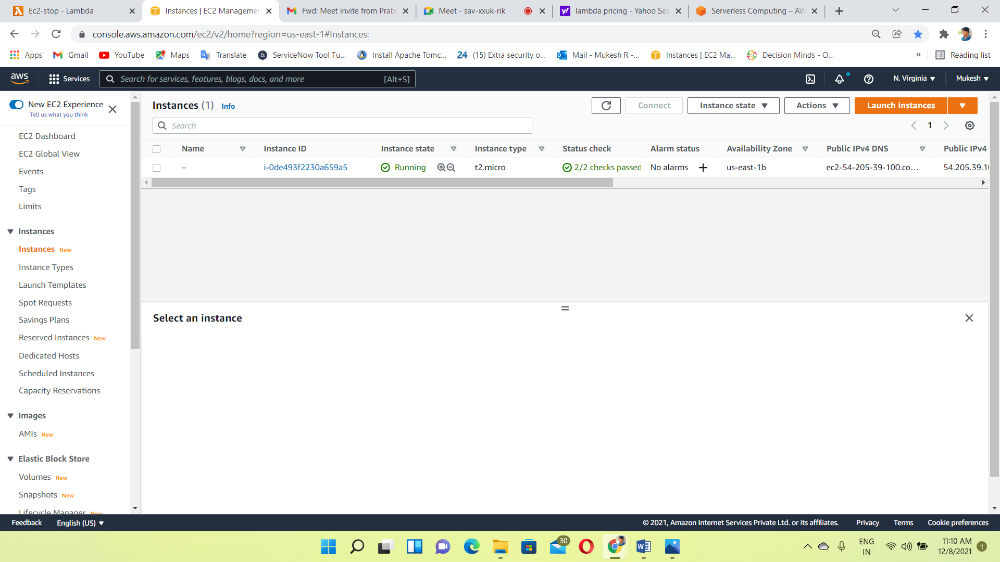 Ec2-stop - Lambda
Instances | EC2 Managemen
Fwd: Meet invite from Prab
Meet - sav-xxuk-rik
lambda pricing - Yahoo Sea
Serverless Computing – AW
console.aws.amazon.com/ec2/v2/home?region=us-east-1#Instances:
Apps
Gmail
YouTube
Maps
Translate
ServiceNow Tool Tu...
Install Apache Tomc...
24 (15) Extra security o...
Mail - Mukesh R -...
Instances | EC2 Ma...
Decision Minds - O...
»
Reading list
aws
Services
Search for services, features, blogs, docs, and more
[Alt+S]
N. Virginia
Mukesh
New EC2 Experience
Tell us what you think
EC2 Dashboard
EC2 Global View
Events
Tags
Limits
Instances
Instances New
Instance Types
Launch Templates
Spot Requests
Savings Plans
Reserved Instances New
Dedicated Hosts
Scheduled Instances
Capacity Reservations
Images
AMIs New
Elastic Block Store
Volumes New
Snapshots New
Lifecycle Manager New
Instances (1) Info
Connect
Instance state
Actions
Launch instances
Search
1
Name
Instance ID
Instance state
Instance type
Status check
Alarm status
Availability Zone
Public IPv4 DNS
Public IPv4
–
i-0de493f2230a659a5
Running
t2.micro
2/2 checks passed
No alarms
us-east-1b
ec2-54-205-39-100.co...
54.205.39.10
Select an instance
Feedback
English (US)
© 2021, Amazon Internet Services Private Ltd. or its affiliates.
Privacy
Terms
Cookie preferences
30
ENG
IN
11:10 AM
12/8/2021
1